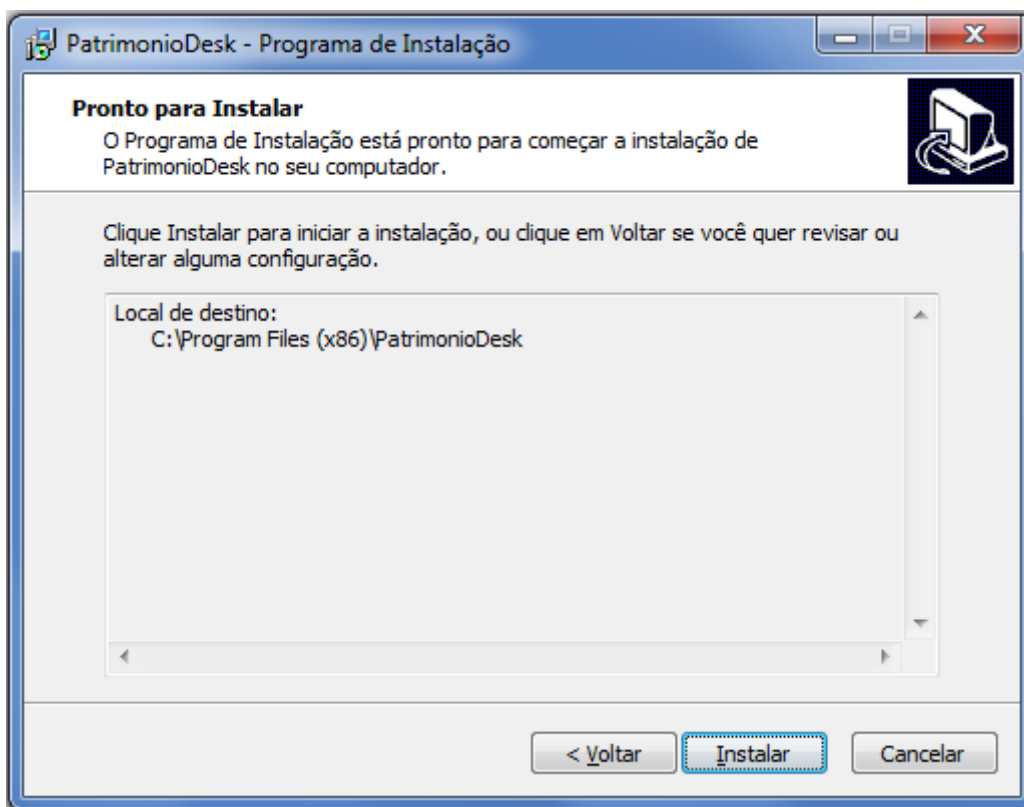 PatrimonioDesk - Programa de Instalação
Pronto para Instalar
O Programa de Instalação está pronto para começar a instalação de
PatrimonioDesk no seu computador.
Clique Instalar para iniciar a instalação, ou clique em Voltar se você quer revisar ou
alterar alguma configuração.
Local de destino:
C:\Program Files (x86)\PatrimonioDesk
< Voltar
Instalar
Cancelar